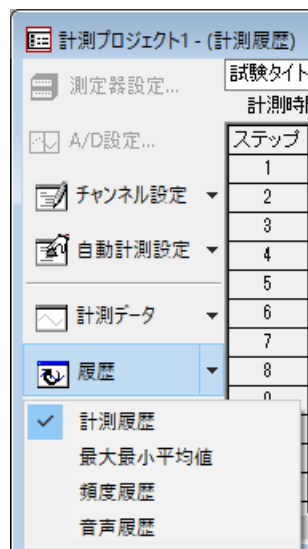 計測プロジェクト1 - (計測履歴)
測定器設定...
試験タイト
計測時
A/D設定...
ステップ
チャンネル設定
1
2
3
自動計測設定
4
5
計測データ
6
7
履歴
8
計測履歴
最大最小平均値
頻度履歴
音声履歴